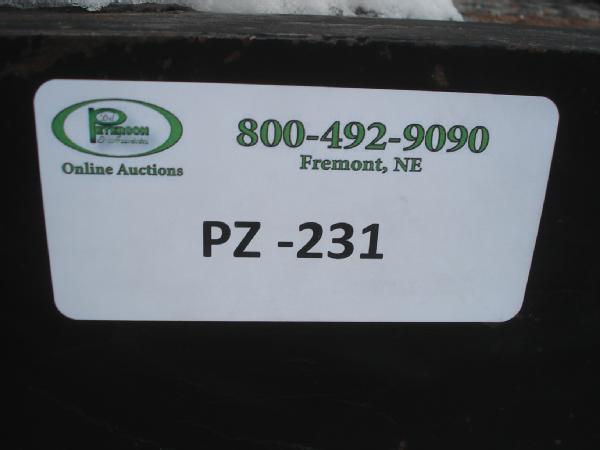 PETERSON
Online Auctions
800-492-9090
Fremont, NE
PZ -231